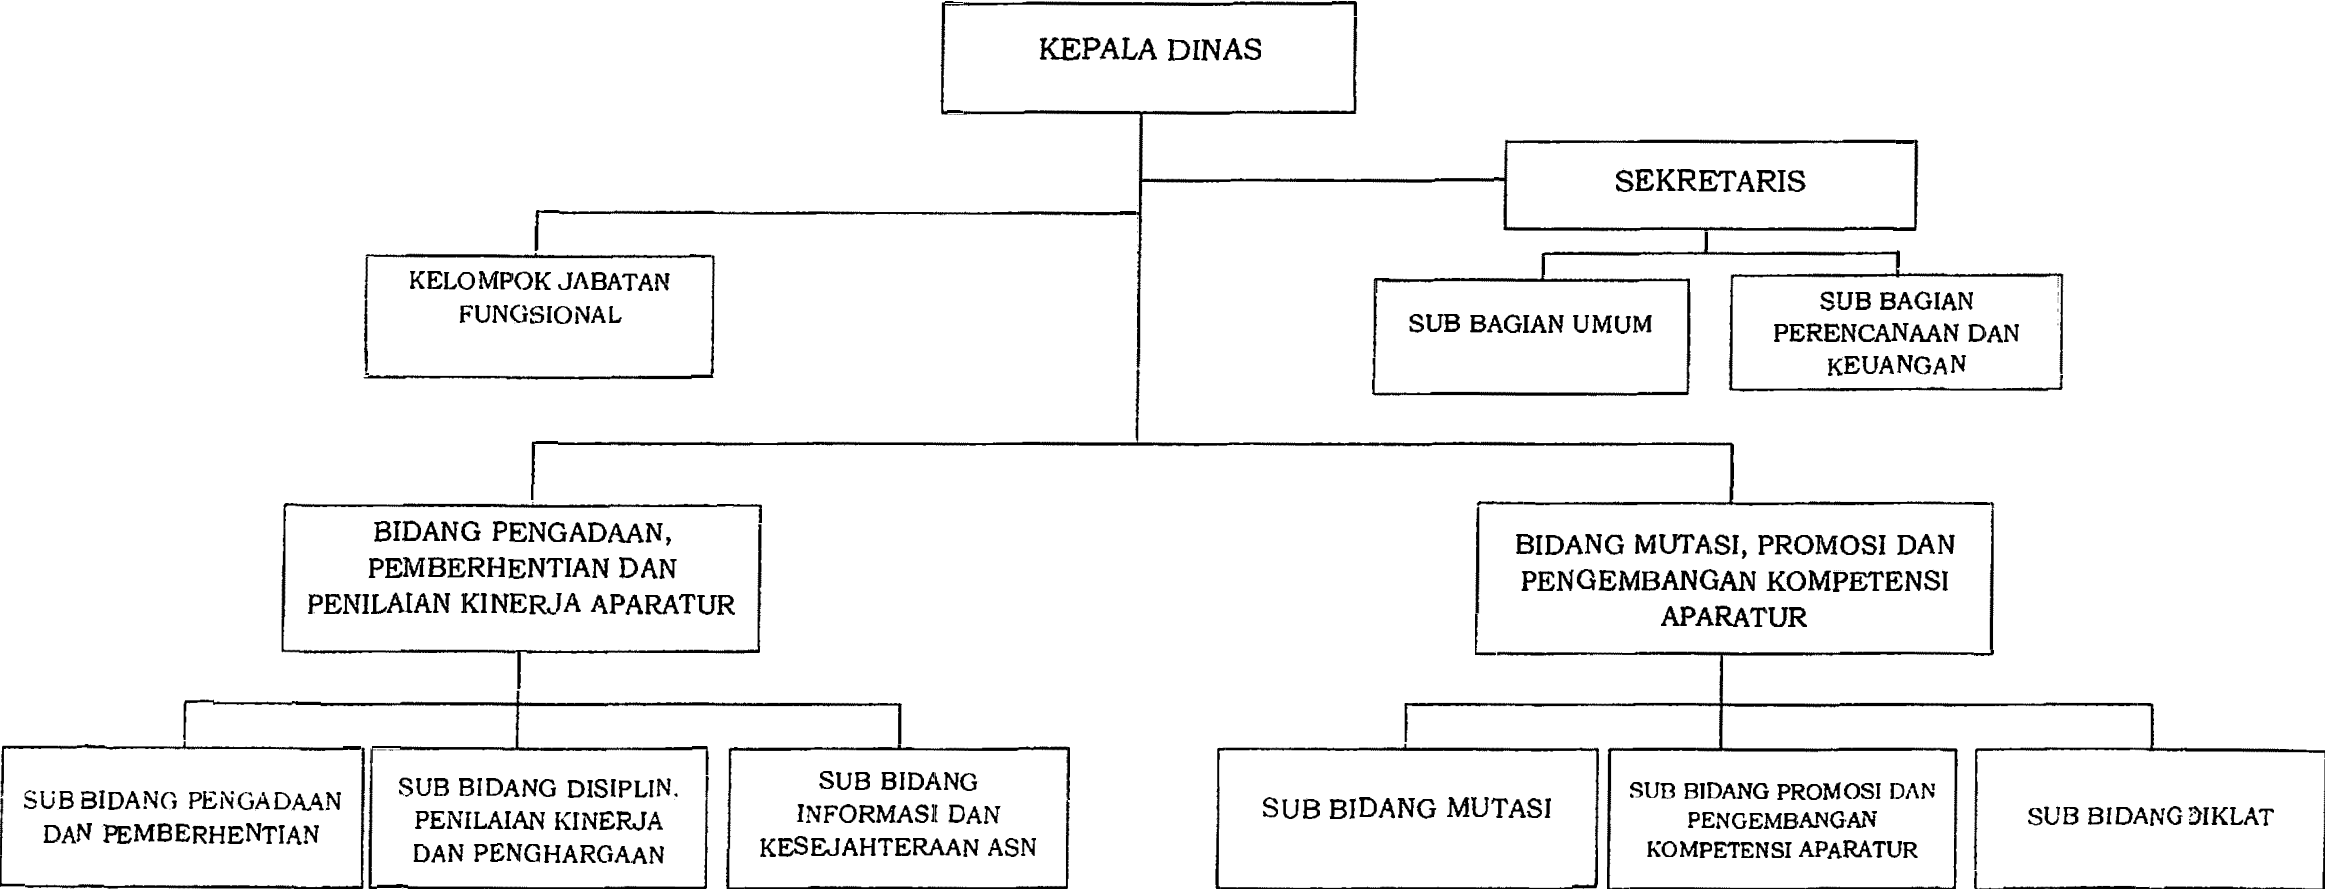 KEPALA DINAS
SEKRETARIS
KELOMPOK JABATAN
FUNGSIONAL
SUB BAGIAN UMUM
SUB BAGIAN
PERENCANAAN DAN
KEUANGAN
BIDANG PENGADAAN,
PEMBERHENTIAN DAN
PENILAIAN KINERJA APARATUR
BIDANG MUTASI, PROMOSI DAN
PENGEMBANGAN KOMPETENSI
APARATUR
SUB BIDANG PENGADAAN
DAN PEMBERHENTIAN
SUB BIDANG DISIPLIN,
PENILAIAN KINERJA
DAN PENGHARGAAN
SUB BIDANG
INFORMASI DAN
KESEJAHTERAAN ASN
SUB BIDANG MUTASI
SUB BIDANG PROMOSI DAN
PENGEMBANGAN
KOMPETENSI APARATUR
SUB BIDANG DIKLAT